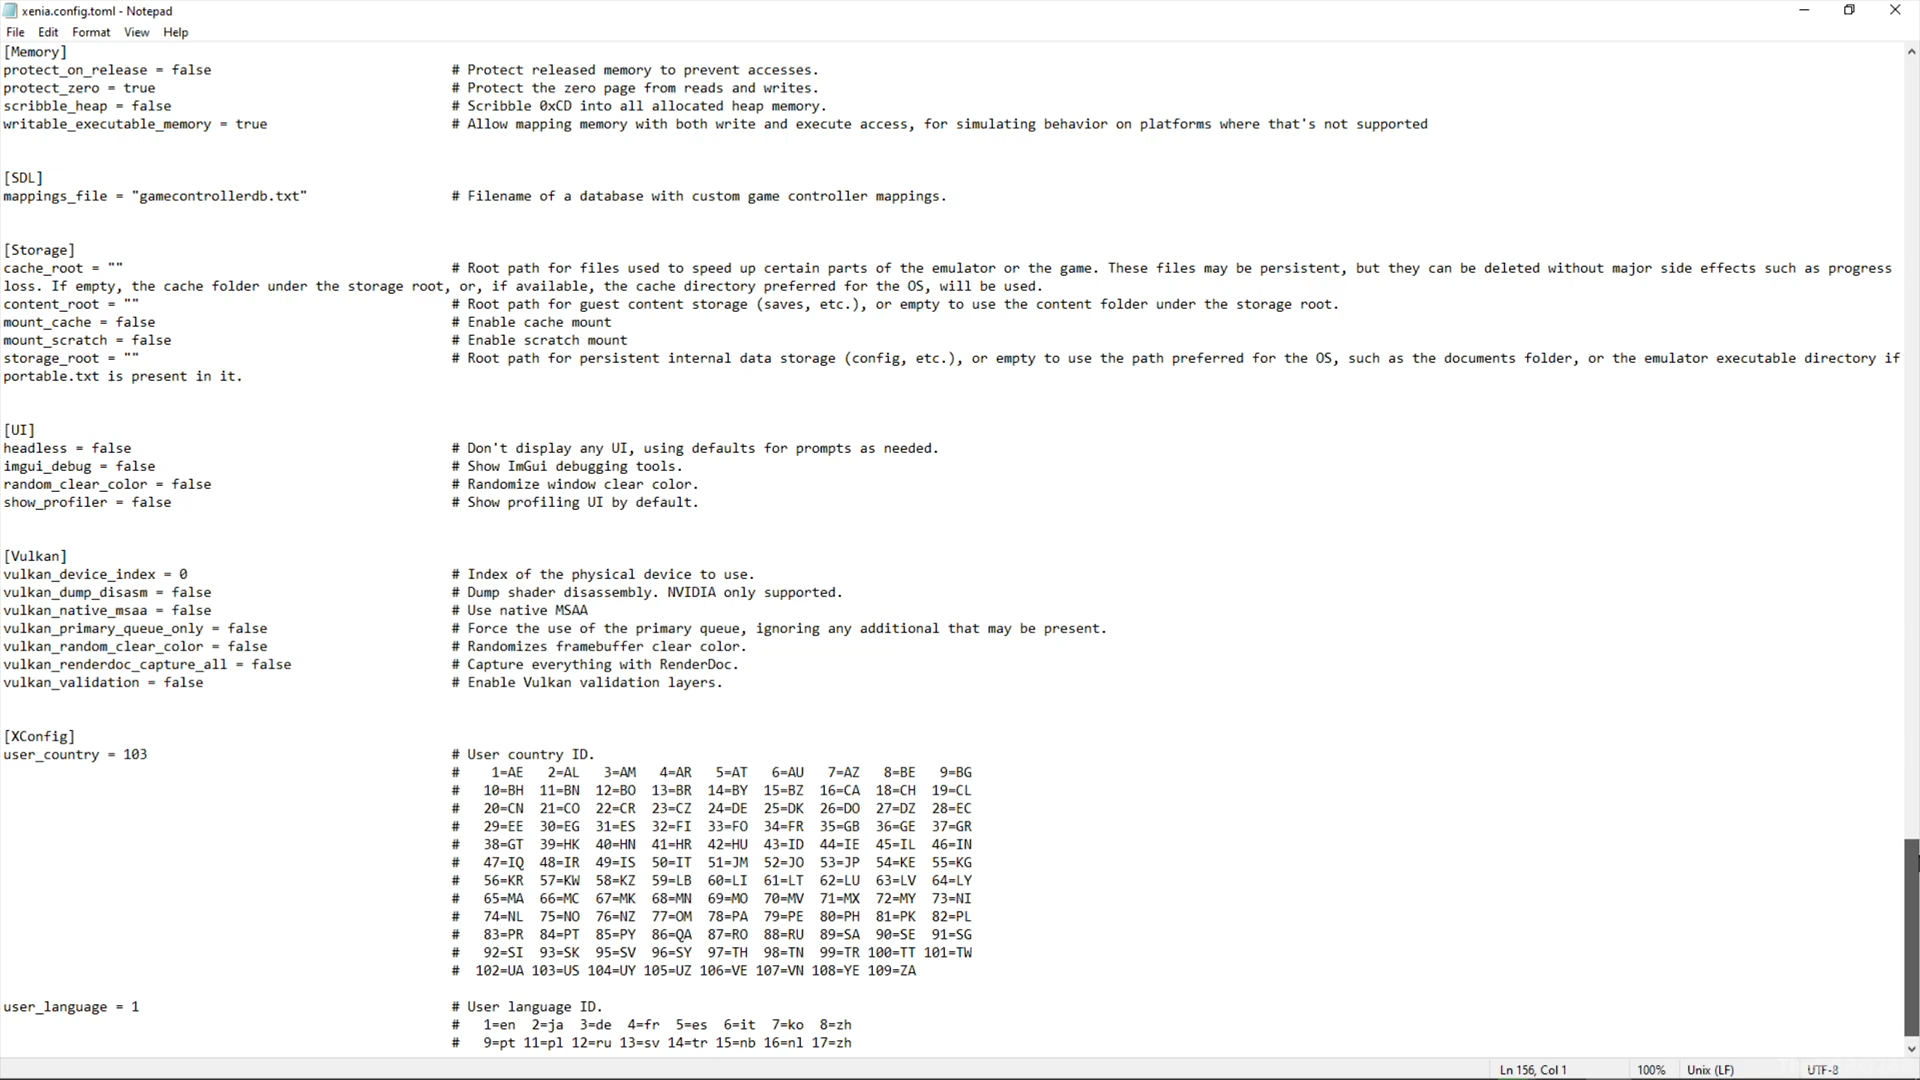 xenia.config.toml - Notepad
File Edit Format View Help
[Memory]
protect_on_release = false # Protect released memory to prevent accesses.
protect_zero = true # Protect the zero page from reads and writes.
scribble_heap = false # Scribble 0xCD into all allocated heap memory.
writable_executable_memory = true # Allow mapping memory with both write and execute access, for simulating behavior on platforms where that's not supported
[SDL]
mappings_file = "gamecontrollerdb.txt" # Filename of a database with custom game controller mappings.
[Storage]
cache_root = "" # Root path for files used to speed up certain parts of the emulator or the game. These files may be persistent, but they can be deleted without major side effects such as progress
loss. If empty, the cache folder under the storage root, or, if available, the cache directory preferred for the OS, will be used.
content_root = "" # Root path for guest content storage (saves, etc.), or empty to use the content folder under the storage root.
mount_cache = false # Enable cache mount
mount_scratch = false # Enable scratch mount
storage_root = "" # Root path for persistent internal data storage (config, etc.), or empty to use the path preferred for the OS, such as the documents folder, or the emulator executable directory if
portable.txt is present in it.
[UI]
headless = false # Don't display any UI, using defaults for prompts as needed.
imgui_debug = false # Show ImGui debugging tools.
random_clear_color = false # Randomize window clear color.
show_profiler = false # Show profiling UI by default.
[Vulkan]
vulkan_device_index = 0 # Index of the physical device to use.
vulkan_dump_disasm = false # Dump shader disassembly. NVIDIA only supported.
vulkan_native_msaa = false # Use native MSAA
vulkan_primary_queue_only = false # Force the use of the primary queue, ignoring any additional that may be present.
vulkan_random_clear_color = false # Randomizes framebuffer clear color.
vulkan_renderdoc_capture_all = false # Capture everything with RenderDoc.
vulkan_validation = false # Enable Vulkan validation layers.
[XConfig]
user_country = 103 # User country ID.
# 1=AE 2=AL 3=AM 4=AR 5=AT 6=AU 7=AZ 8=BE 9=BG
# 10=BH 11=BN 12=BO 13=BR 14=BY 15=BZ 16=CA 18=CH 19=CL
# 20=CN 21=CO 22=CR 23=CZ 24=DE 25=DK 26=DO 27=DZ 28=EC
# 29=EE 30=EG 31=ES 32=FI 33=FO 34=FR 35=GB 36=GE 37=GR
# 38=GT 39=HK 40=HN 41=HR 42=HU 43=ID 44=IE 45=IL 46=IN
# 47=IQ 48=IR 49=IS 50=IT 51=JM 52=JO 53=JP 54=KE 55=KG
# 56=KR 57=KW 58=KZ 59=LB 60=LI 61=LT 62=LU 63=LV 64=LY
# 65=MA 66=MC 67=MK 68=MN 69=MO 70=MV 71=MX 72=MY 73=NI
# 74=NL 75=NO 76=NZ 77=OM 78=PA 79=PE 80=PH 81=PK 82=PL
# 83=PR 84=PT 85=PY 86=QA 87=RO 88=RU 89=SA 90=SE 91=SG
# 92=SI 93=SK 95=SV 96=SY 97=TH 98=TN 99=TR 100=TT 101=TW
# 102=UA 103=US 104=UY 105=UZ 106=VE 107=VN 108=YE 109=ZA
user_language = 1 # User language ID.
# 1=en 2=ja 3=de 4=fr 5=es 6=it 7=ko 8=zh
# 9=pt 11=pl 12=ru 13=sv 14=tr 15=nb 16=nl 17=zh
Ln 156, Col 1 100% Unix (LF) UTF-8